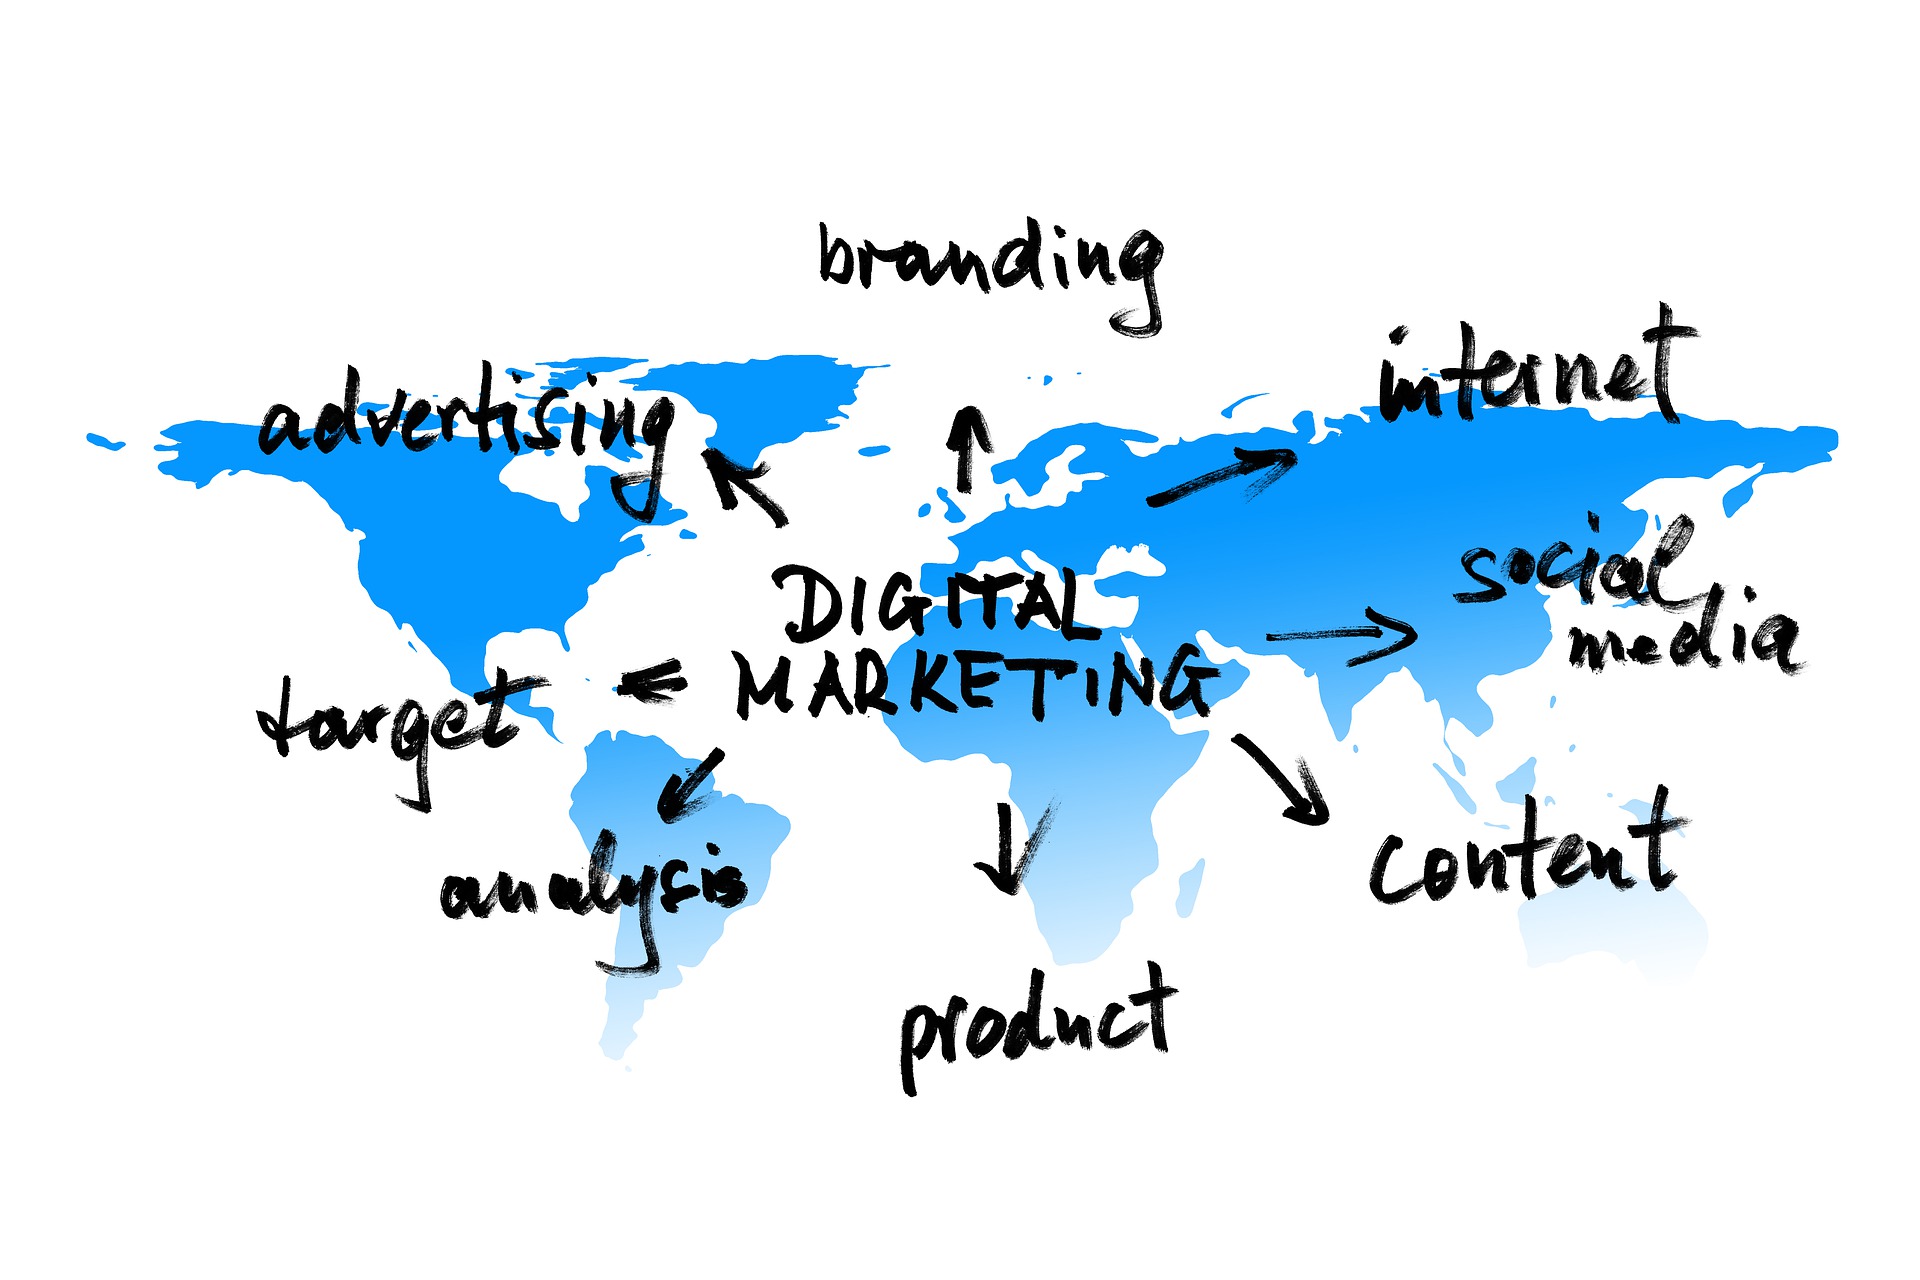 branding
internet
advertising
social
media
DIGITAL
MARKETING
target
analysis
content
product